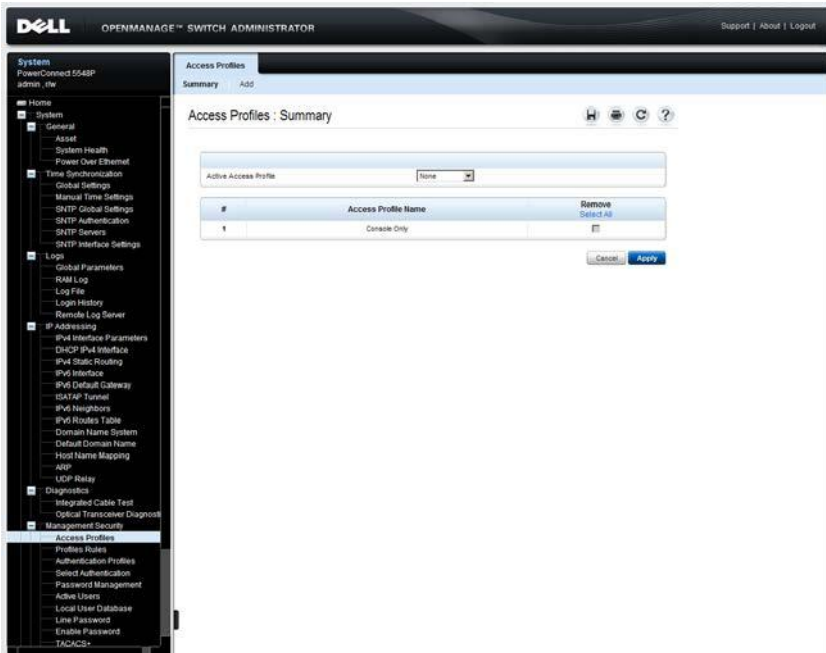 DELL OPENMANAGE™ SWITCH ADMINISTRATOR
Support | About | Logout
System
PowerConnect 5548P
admin , r/w
Home
System
General
Asset
System Health
Power Over Ethernet
Time Synchronization
Global Settings
Manual Time Settings
SNTP Global Settings
SNTP Authentication
SNTP Servers
SNTP Interface Settings
Logs
Global Parameters
RAM Log
Log File
Login History
Remote Log Server
IP Addressing
IPv4 Interface Parameters
DHCP IPv4 Interface
IPv4 Static Routing
IPv6 Interface
IPv6 Default Gateway
ISATAP Tunnel
IPv6 Neighbors
IPv6 Routes Table
Domain Name System
Default Domain Name
Host Name Mapping
ARP
UDP Relay
Diagnostics
Integrated Cable Test
Optical Transceiver Diagnosti
Management Security
Access Profiles
Profiles Rules
Authentication Profiles
Select Authentication
Password Management
Active Users
Local User Database
Line Password
Enable Password
TACACS+
Access Profiles
Summary Add
Access Profiles : Summary
Active Access Profile None
# Access Profile Name Remove
Select All
1 Console Only
Cancel Apply